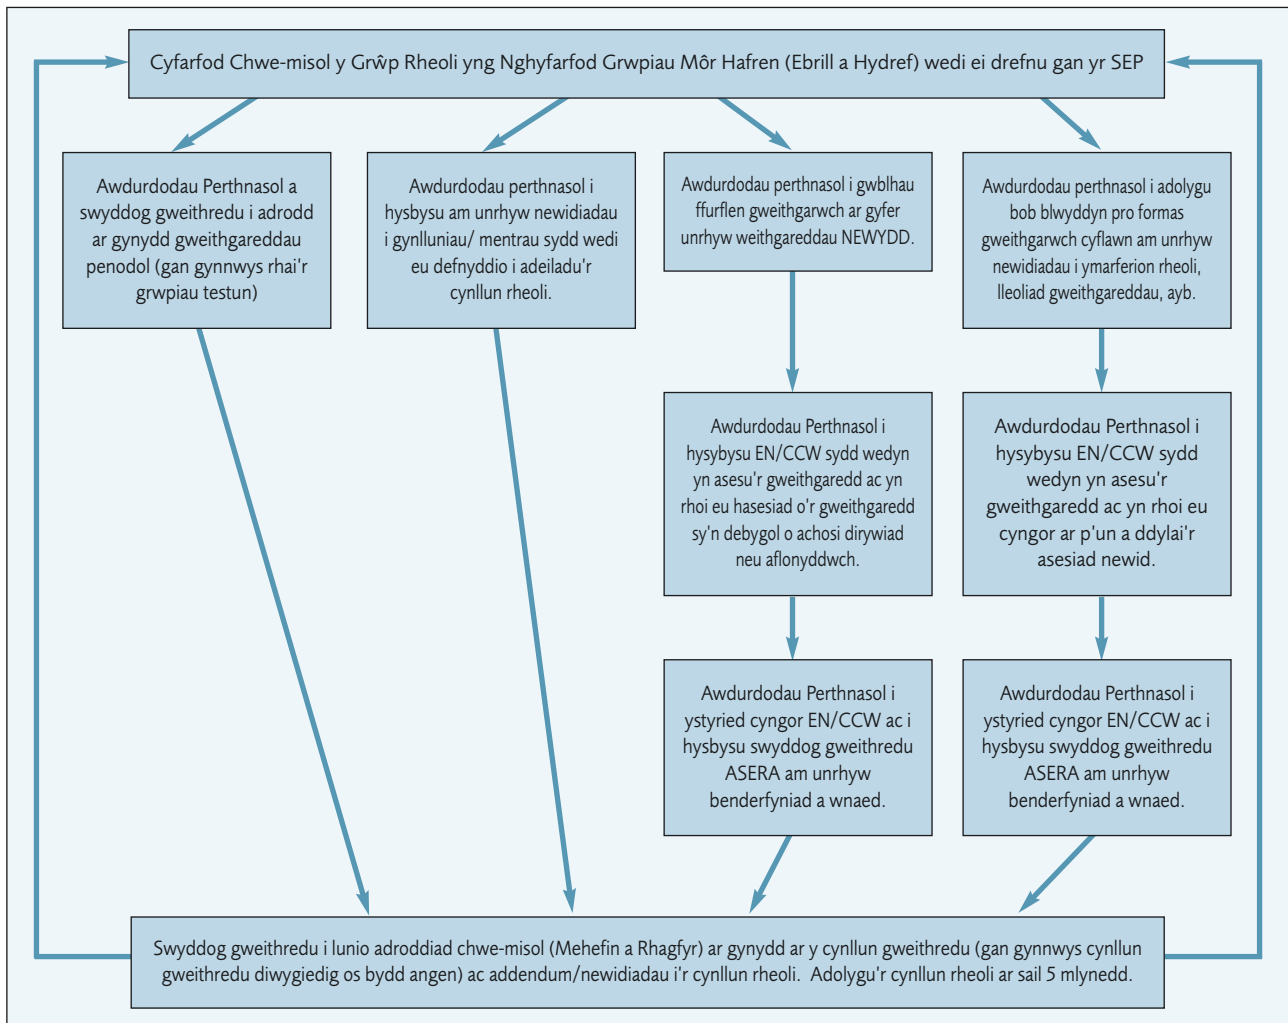 Cyfarfod Chwe-misol y Grŵp Rheoli yng Nghyfarfod Grwpiau Môr Hafren (Ebrill a Hydref) wedi ei drefnu gan yr SEP
Awdurdodau Perthnasol a
swyddog gweithredu i adrodd
ar gynydd gweithgareddau
penodol (gan gynnwys rhai'r
grwpiau testun)
Awdurdodau perthnasol i
hysbysu am unrhyw newidiadau
i gynlluniau/ mentrau sydd wedi
eu defnyddio i adeiladu'r
cynllun rheoli.
Awdurdodau perthnasol i gwblhau
ffurflen gweithgarwch ar gyfer
unrhyw weithgareddau NEWYDD.
Awdurdodau perthnasol i adolygu
bob blwyddyn pro formas
gweithgarwch cyflawn am unrhyw
newidiadau i ymarferion rheoli,
lleoliad gweithgareddau, ayb.
Awdurdodau Perthnasol i
hysybysu EN/CCW sydd wedyn
yn asesu'r gweithgaredd ac yn
rhoi eu hasesiad o'r gweithgaredd
sy'n debygol o achosi dirywiad
neu aflonyddwch.
Awdurdodau Perthnasol i
hysybysu EN/CCW sydd
wedyn yn asesu'r
gweithgaredd ac yn rhoi eu
cyngor ar p'un a ddylai'r
asesiad newid.
Awdurdodau Perthnasol i
ystyried cyngor EN/CCW ac i
hysbysu swyddog gweithredu
ASERA am unrhyw
benderfyniad a wnaed.
Awdurdodau Perthnasol i
ystyried cyngor EN/CCW ac i
hysbysu swyddog gweithredu
ASERA am unrhyw
benderfyniad a wnaed.
Swyddog gweithredu i lunio adroddiad chwe-misol (Mehefin a Rhagfyr) ar gynydd ar y cynllun gweithredu (gan gynnwys cynllun
gweithredu diwygiedig os bydd angen) ac addendum/newidiadau i'r cynllun rheoli. Adolygu'r cynllun rheoli ar sail 5 mlynedd.